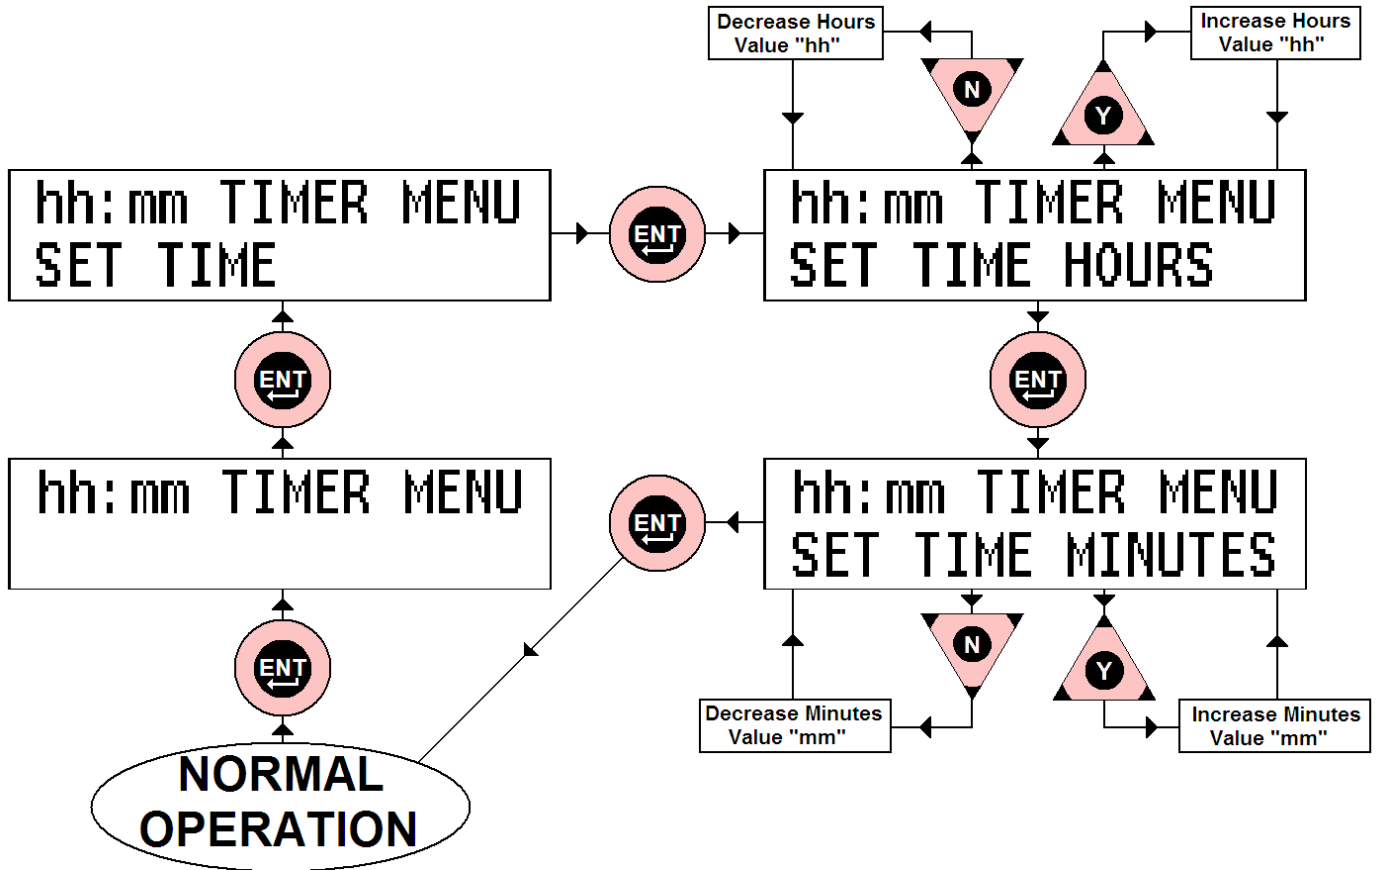 Decrease Hours
Value "hh"
N
Y
Increase Hours
Value "hh"
hh:mm TIMER MENU
SET TIME
ENT
hh:mm TIMER MENU
SET TIME HOURS
ENT
ENT
hh:mm TIMER MENU
ENT
hh:mm TIMER MENU
SET TIME MINUTES
ENT
N
Y
Decrease Minutes
Value "mm"
Increase Minutes
Value "mm"
NORMAL
OPERATION